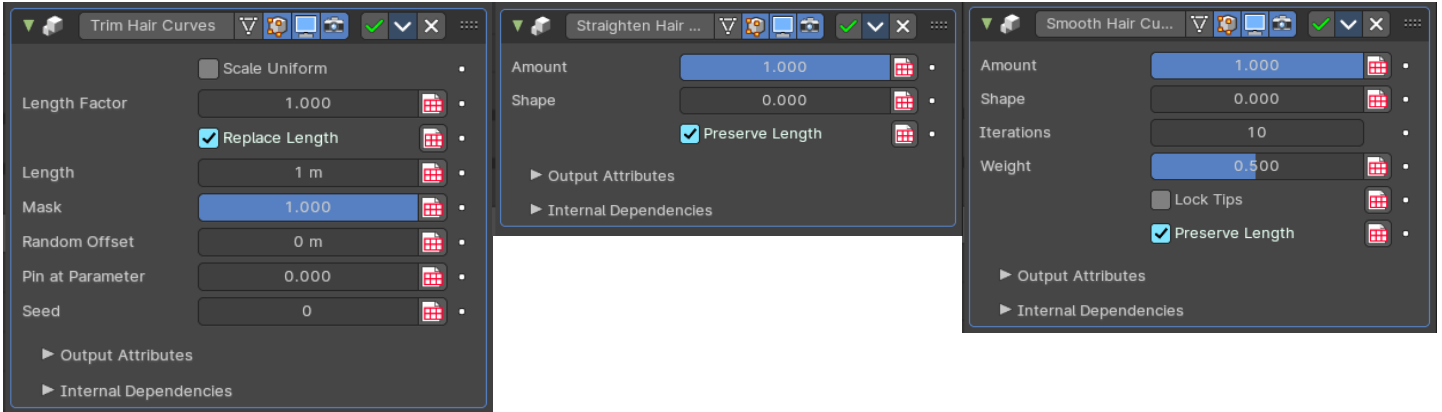 Trim Hair Curves
Scale Uniform
Length Factor 1.000
Replace Length
Length 1 m
Mask 1.000
Random Offset 0 m
Pin at Parameter 0.000
Seed 0
Output Attributes
Internal Dependencies
Straighten Hair ...
Amount 1.000
Shape 0.000
Preserve Length
Output Attributes
Internal Dependencies
Smooth Hair Cu...
Amount 1.000
Shape 0.000
Iterations 10
Weight 0.500
Lock Tips
Preserve Length
Output Attributes
Internal Dependencies